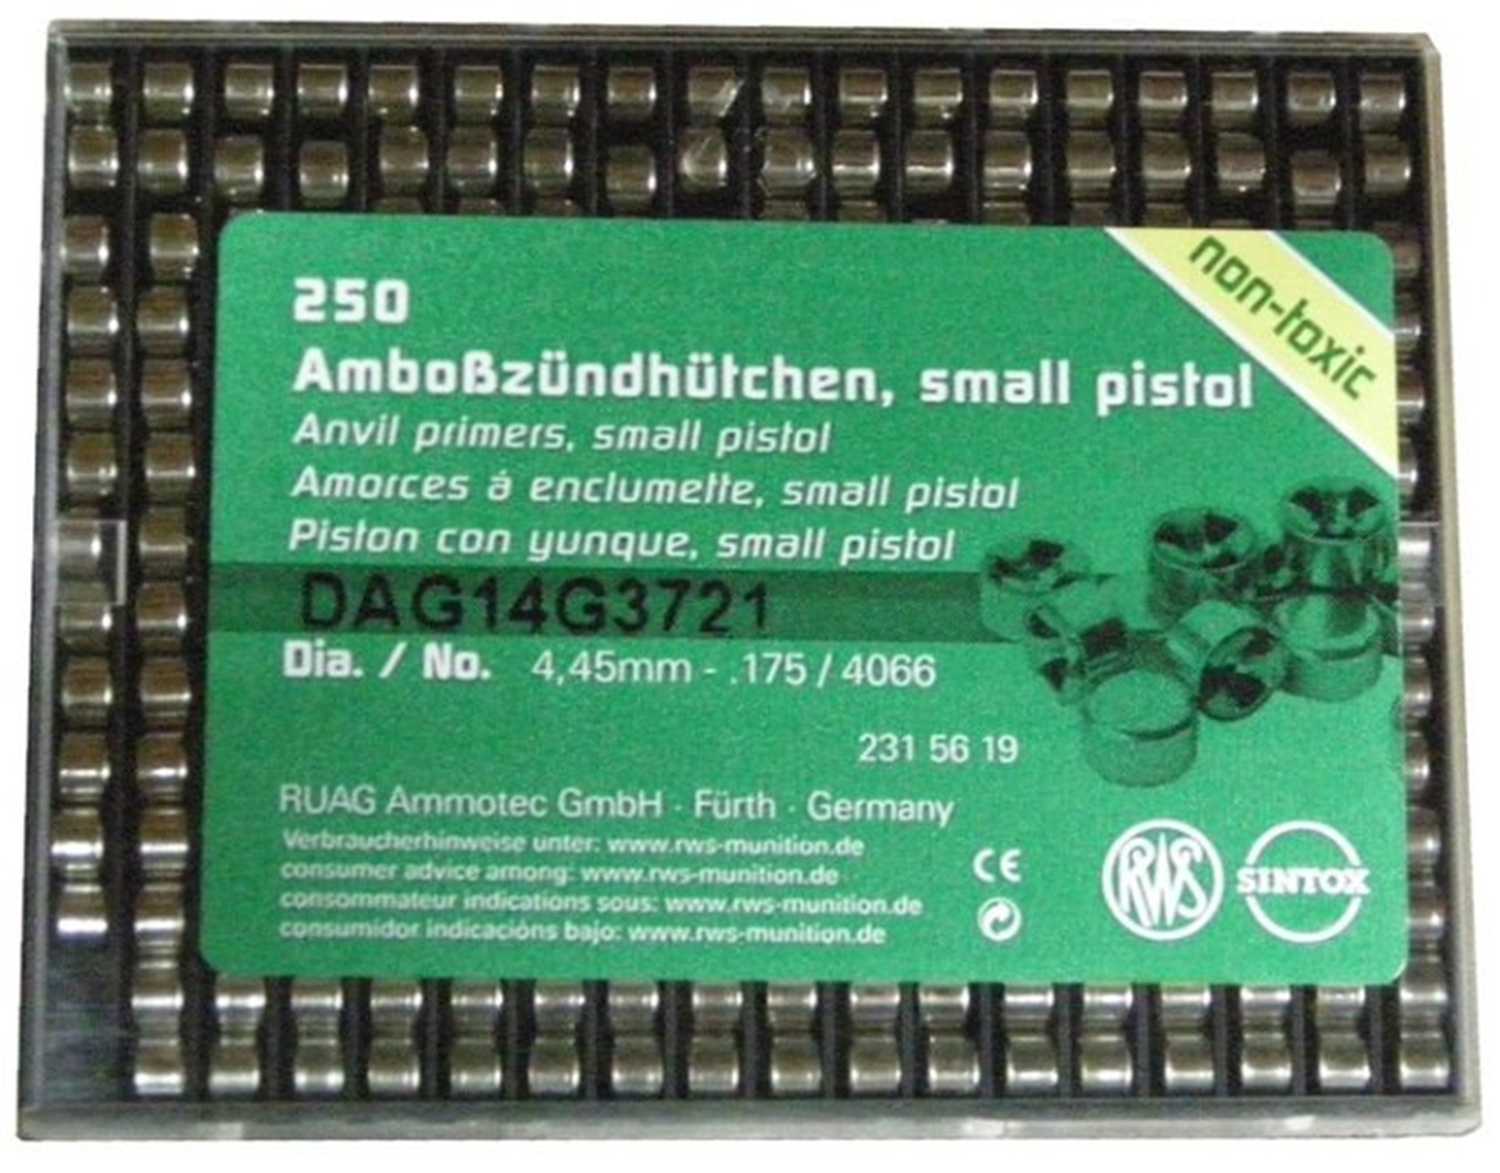 non-toxic
250
Amboßzündhütchen, small pistol
Anvil primers, small pistol
Amorces á enclumette, small pistol
Piston con yunque, small pistol
DAG14G3721
Dia. / No. 4,45mm - .175 / 4066
231 56 19
RUAG Ammotec GmbH · Fürth · Germany
Verbraucherhinweise unter: www.rws-munition.de
consumer advice among: www.rws-munition.de
consommateur indications sous: www.rws-munition.de
consumidor indicacións bajo: www.rws-munition.de
CE
RWS
SINTOX